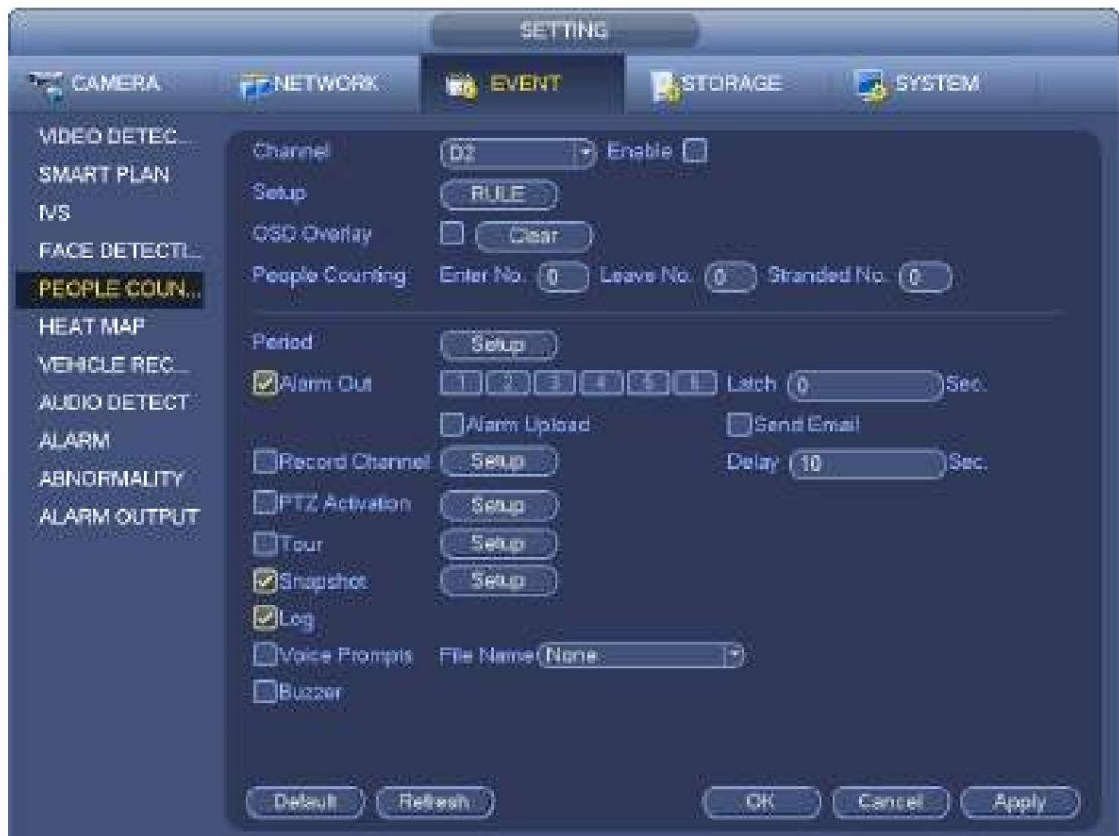 SETTING
CAMERA NETWORK EVENT STORAGE SYSTEM
VIDEO DETEC...
SMART PLAN
IVS
FACE DETECTI...
PEOPLE COUN...
HEAT MAP
VEHICLE REC...
AUDIO DETECT
ALARM
ABNORMALITY
ALARM OUTPUT
Channel D2 Enable
Setup RULE
OSD Overlay Clear
People Counting Enter No. 0 Leave No. 0 Stranded No. 0
Period Setup
Alarm Out 1 2 3 4 5 6 Latch 0 Sec.
Alarm Upload Send Email
Record Channel Setup Delay 10 Sec.
PTZ Activation Setup
Tour Setup
Snapshot Setup
Log
Voice Prompts File Name None
Buzzer
Default Refresh OK Cancel Apply